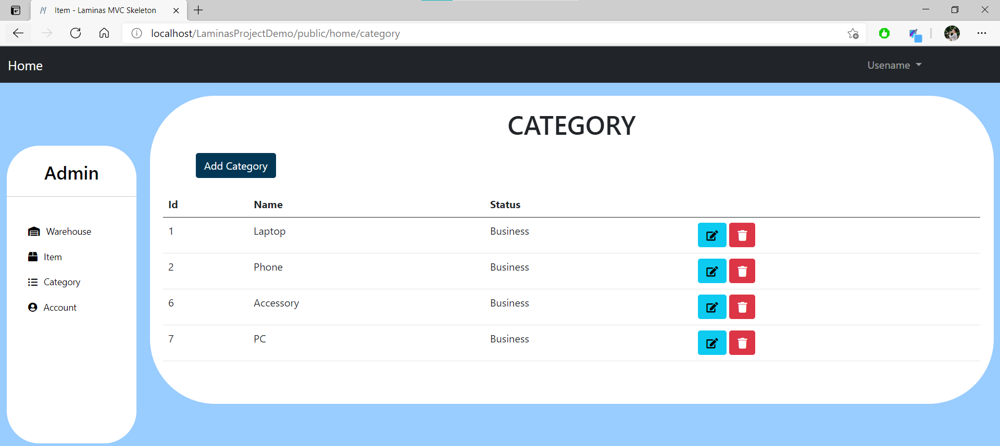 Item - Laminas MVC Skeleton
localhost/LaminasProjectDemo/public/home/category
Home
Usename
CATEGORY
Add Category
Admin
Warehouse
Item
Category
Account
Id Name Status
1 Laptop Business
2 Phone Business
6 Accessory Business
7 PC Business